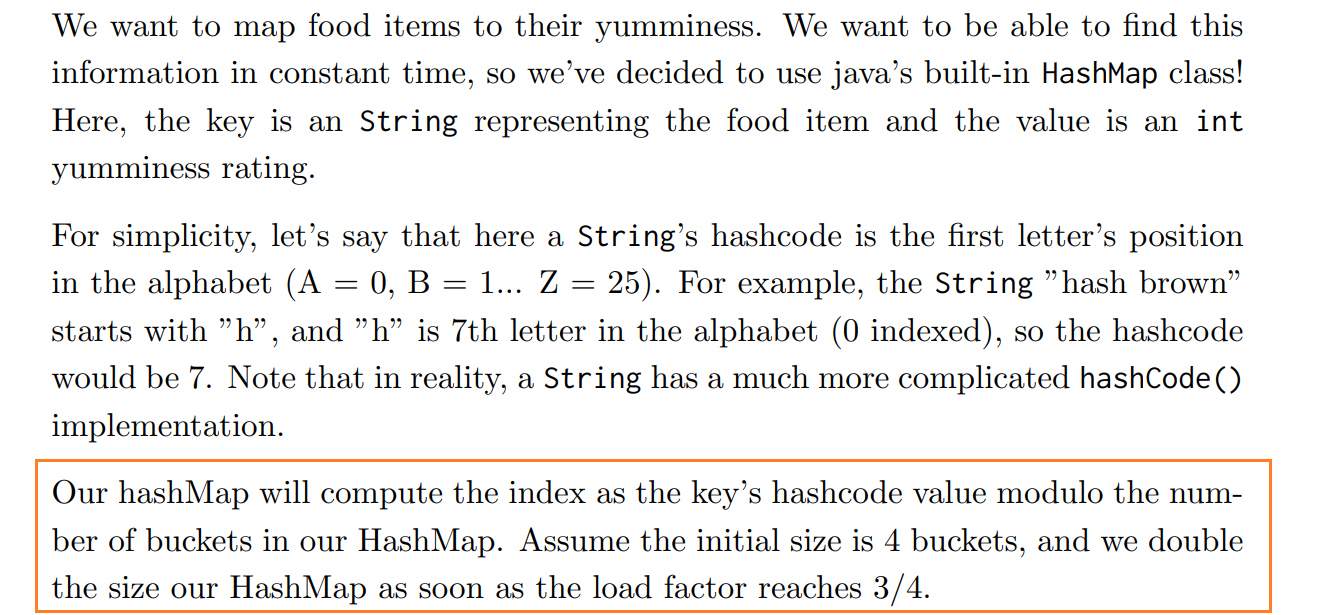 We want to map food items to their yumminess. We want to be able to find this
information in constant time, so we've decided to use java's built-in HashMap class!
Here, the key is an String representing the food item and the value is an int
yumminess rating.
For simplicity, let's say that here a String's hashcode is the first letter's position
in the alphabet (A = 0, B = 1... Z = 25). For example, the String ”hash brown”
starts with ”h”, and ”h” is 7th letter in the alphabet (0 indexed), so the hashcode
would be 7. Note that in reality, a String has a much more complicated hashCode()
implementation.
Our hashMap will compute the index as the key's hashcode value modulo the num-
ber of buckets in our HashMap. Assume the initial size is 4 buckets, and we double
the size our HashMap as soon as the load factor reaches 3/4.